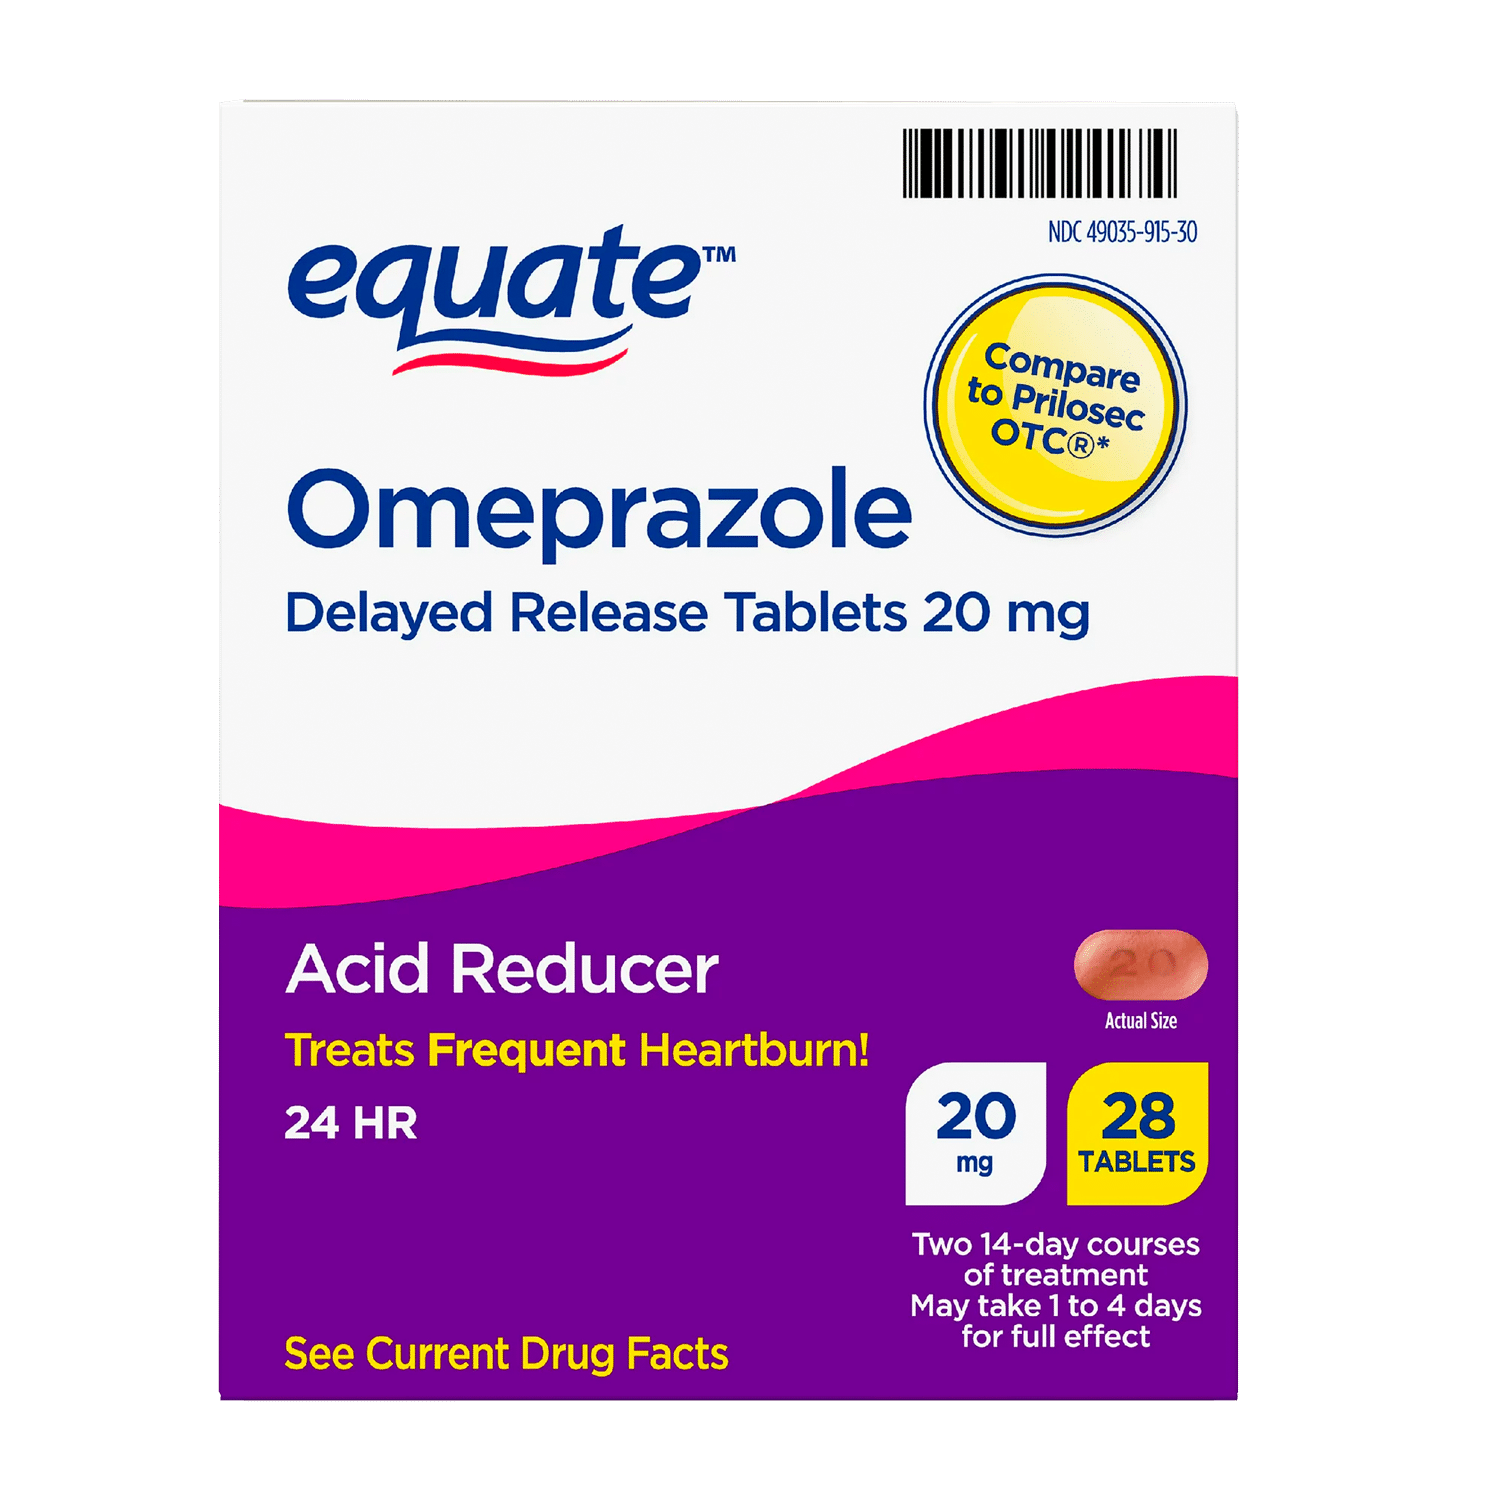 NDC 49035-915-30
equate™
Compare
to Prilosec
OTC®*
Omeprazole
Delayed Release Tablets 20 mg
Acid Reducer
Treats Frequent Heartburn!
24 HR
20
Actual Size
20
mg
28
TABLETS
Two 14-day courses
of treatment
May take 1 to 4 days
for full effect
See Current Drug Facts